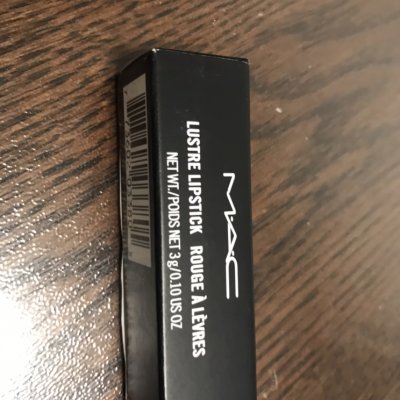 MAC
LUSTRE LIPSTICK ROUGE À LÈVRES
NET WT./POIDS NET 3 g/0.10 US OZ